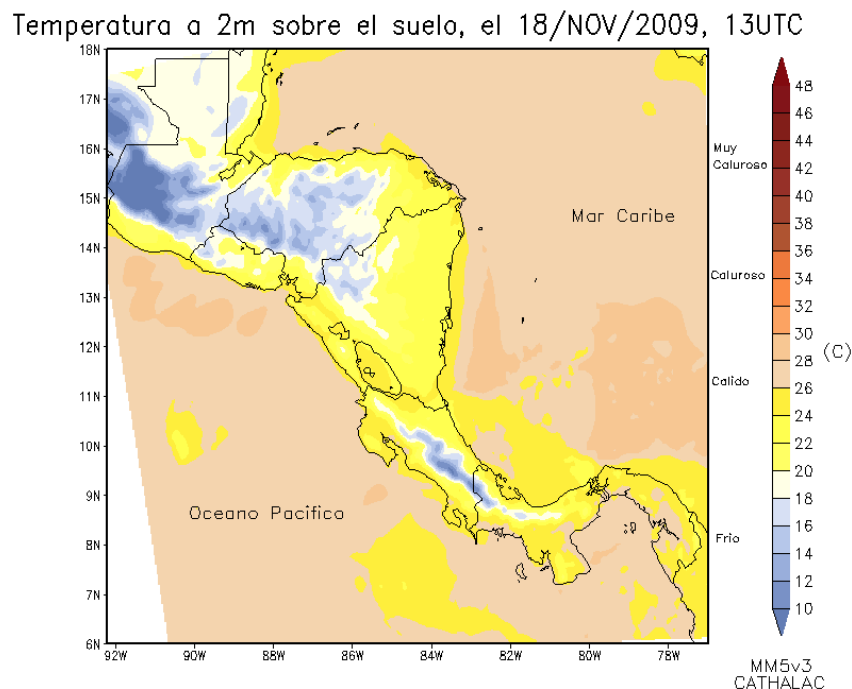 Temperatura a 2m sobre el suelo, el 18/NOV/2009, 13UTC
18N
17N
16N
15N
14N
13N
12N
11N
10N
9N
8N
7N
6N
92W
90W
88W
86W
84W
82W
80W
78W
Mar Caribe
Oceano Pacifico
Muy
Caluroso
Caluroso
Calido
Frio
48
46
44
42
40
38
36
34
32
30
28
26
24
22
20
18
16
14
12
10
(C)
MM5v3
CATHALAC